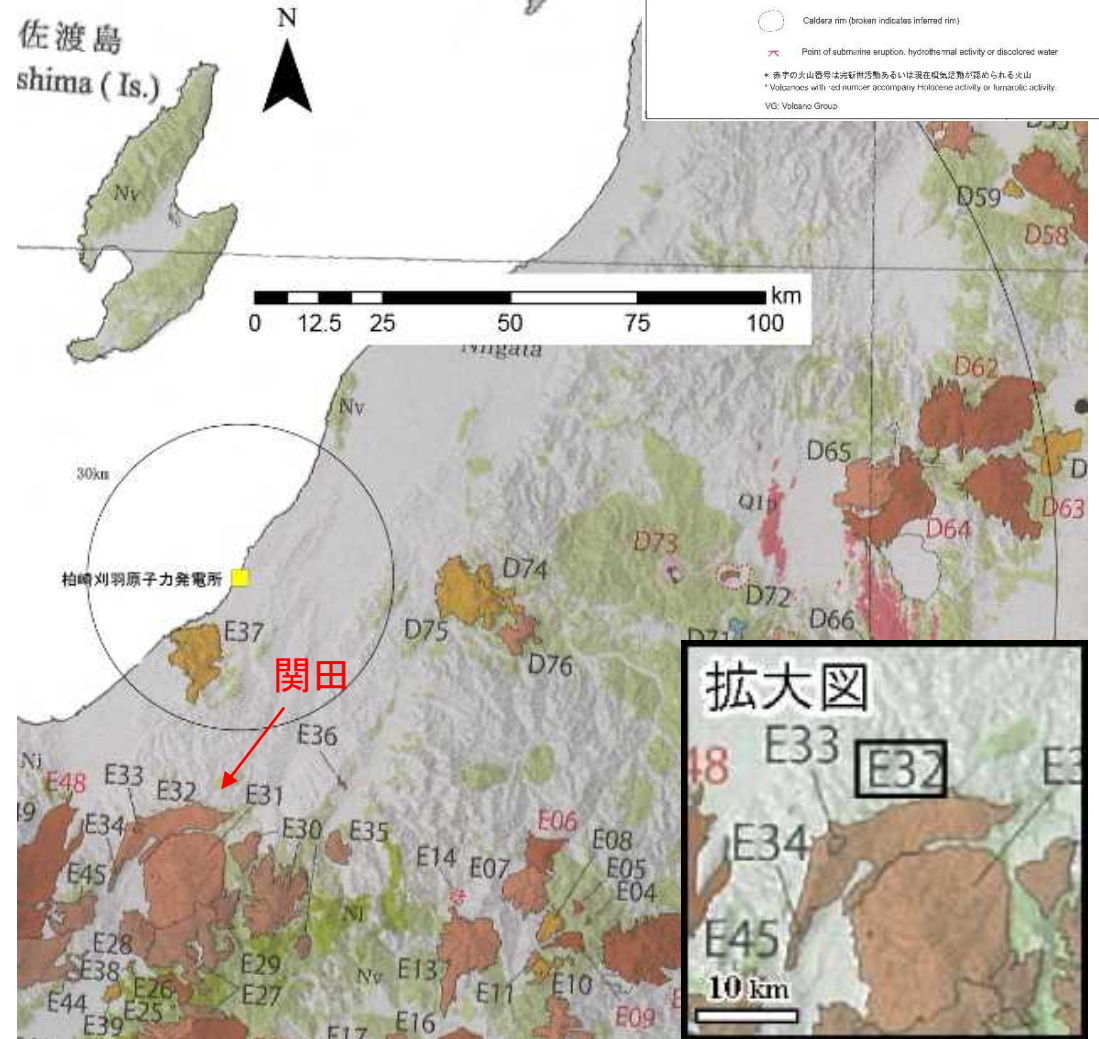 佐渡島
shima ( Is.)
N
Caldera rim (broken indicates inferred rim)
Point of submarine eruption, hydrothermal activity or discolored water
* 赤字の火山番号は完新世活動あるいは現在噴気活動が認められる火山
* Volcanoes with red number accompany Holocene activity or fumarolic activity.
VG: Volcano Group
Nv
D59
D58
km
0 12.5 25 50 75 100
Niigata
Nv
D62
D65
30km
Q1p
D63
D64
D73
柏崎刈羽原子力発電所
D74
D72
D66
D71
D75
D76
E37
関田
E36
Nj
E48
E33
E32
E31
E34
E30
E35
E06
E08
E14
E07
E05
E04
E45
Nj
E28
E38
E29
Nv
E13
E10
E44
E26
E27
E11
E25
E39
E17
E16
E09
拡大図
E33
E32
E34
E45
10 km